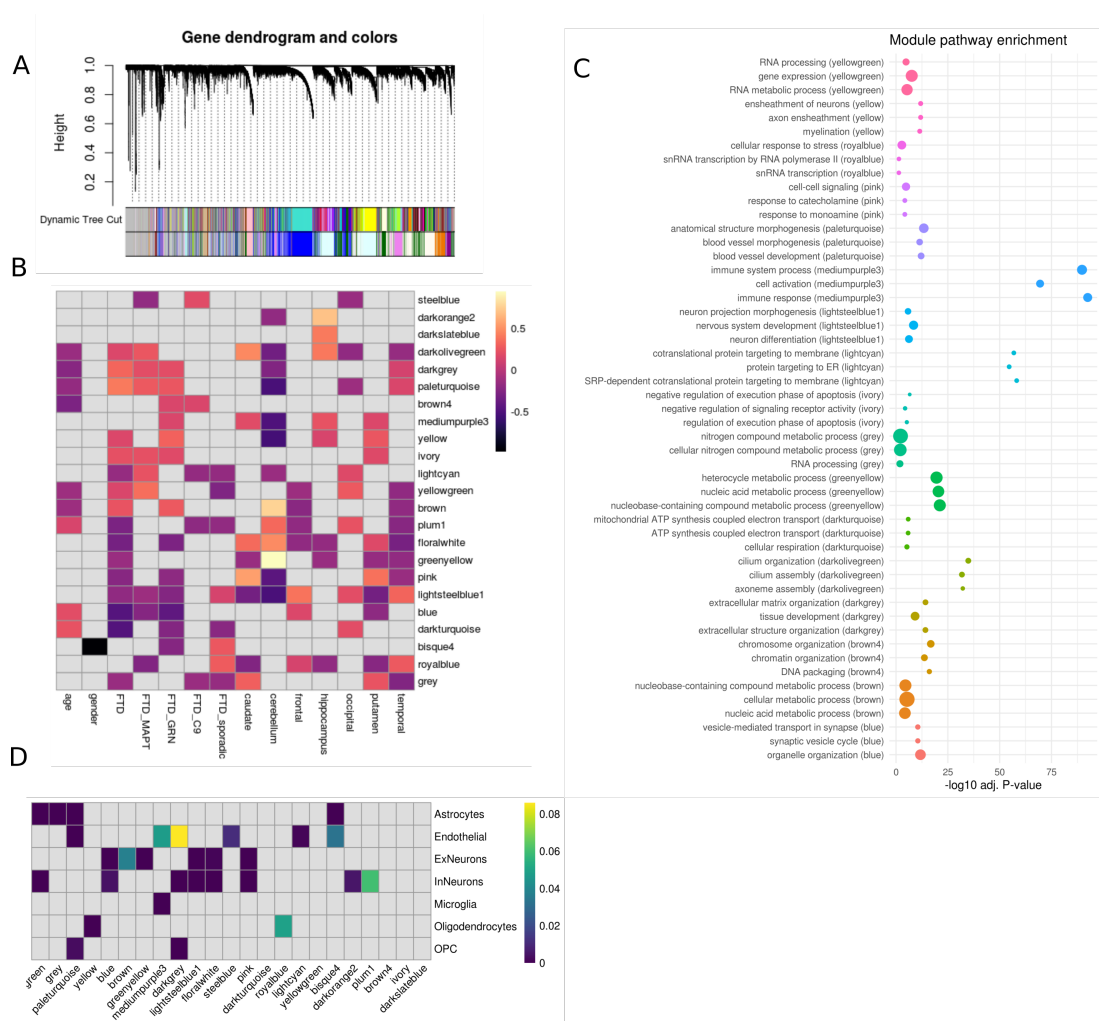 A
Gene dendrogram and colors
Height
1.0
0.8
0.6
0.4
0.2
Dynamic Tree Cut
B
steelblue
darkorange2
darkslateblue
darkolivegreen
darkgrey
paleturquoise
brown4
mediumpurple3
yellow
ivory
lightcyan
yellowgreen
brown
plum1
floralwhite
greenyellow
pink
lightsteelblue1
blue
darkturquoise
bisque4
royalblue
grey
0.5
0
-0.5
age
gender
FTD
FTD_MAPT
FTD_GRN
FTD_C9
FTD_sporadic
caudate
cerebellum
frontal
hippocampus
occipital
putamen
temporal
C
Module pathway enrichment
RNA processing (yellowgreen)
gene expression (yellowgreen)
RNA metabolic process (yellowgreen)
ensheathment of neurons (yellow)
axon ensheathment (yellow)
myelination (yellow)
cellular response to stress (royalblue)
snRNA transcription by RNA polymerase II (royalblue)
snRNA transcription (royalblue)
cell-cell signaling (pink)
response to catecholamine (pink)
response to monoamine (pink)
anatomical structure morphogenesis (paleturquoise)
blood vessel morphogenesis (paleturquoise)
blood vessel development (paleturquoise)
immune system process (mediumpurple3)
cell activation (mediumpurple3)
immune response (mediumpurple3)
neuron projection morphogenesis (lightsteelblue1)
nervous system development (lightsteelblue1)
neuron differentiation (lightsteelblue1)
cotranslational protein targeting to membrane (lightcyan)
protein targeting to ER (lightcyan)
SRP-dependent cotranslational protein targeting to membrane (lightcyan)
negative regulation of execution phase of apoptosis (ivory)
negative regulation of signaling receptor activity (ivory)
regulation of execution phase of apoptosis (ivory)
nitrogen compound metabolic process (grey)
cellular nitrogen compound metabolic process (grey)
RNA processing (grey)
heterocycle metabolic process (greenyellow)
nucleic acid metabolic process (greenyellow)
nucleobase-containing compound metabolic process (greenyellow)
mitochondrial ATP synthesis coupled electron transport (darkturquoise)
ATP synthesis coupled electron transport (darkturquoise)
cellular respiration (darkturquoise)
cilium organization (darkolivegreen)
cilium assembly (darkolivegreen)
axoneme assembly (darkolivegreen)
extracellular matrix organization (darkgrey)
tissue development (darkgrey)
extracellular structure organization (darkgrey)
chromosome organization (brown4)
chromatin organization (brown4)
DNA packaging (brown4)
nucleobase-containing compound metabolic process (brown)
cellular metabolic process (brown)
nucleic acid metabolic process (brown)
vesicle-mediated transport in synapse (blue)
synaptic vesicle cycle (blue)
organelle organization (blue)
0
25
50
75
-log10 adj. P-value
D
Astrocytes
Endothelial
ExNeurons
InNeurons
Microglia
Oligodendrocytes
OPC
0.08
0.06
0.04
0.02
0
grey
paleturquoise
yellow
blue
brown
greenyellow
mediumpurple3
darkgrey
lightsteelblue1
floralwhite
steelblue
pink
darkturquoise
royalblue
lightcyan
yellowgreen
bisque4
darkorange2
plum1
brown4
ivory
darkslateblue